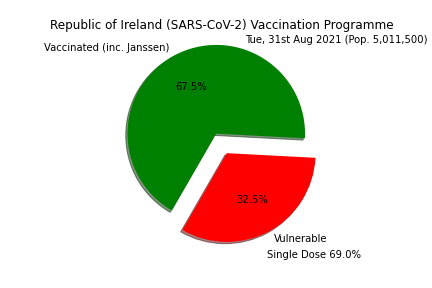 Republic of Ireland (SARS-CoV-2) Vaccination Programme
Tue, 31st Aug 2021 (Pop. 5,011,500)
Vaccinated (inc. Janssen)
67.5%
32.5%
Vulnerable
Single Dose 69.0%